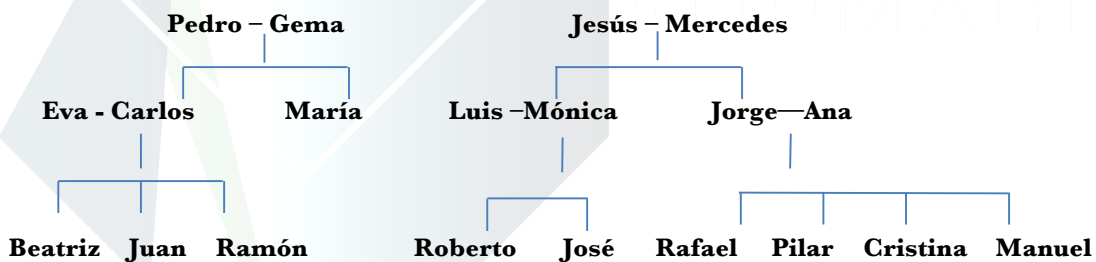 Pedro – Gema Jesús – Mercedes
Eva - Carlos María Luis –Mónica Jorge—Ana
Beatriz Juan Ramón Roberto José Rafael Pilar Cristina Manuel